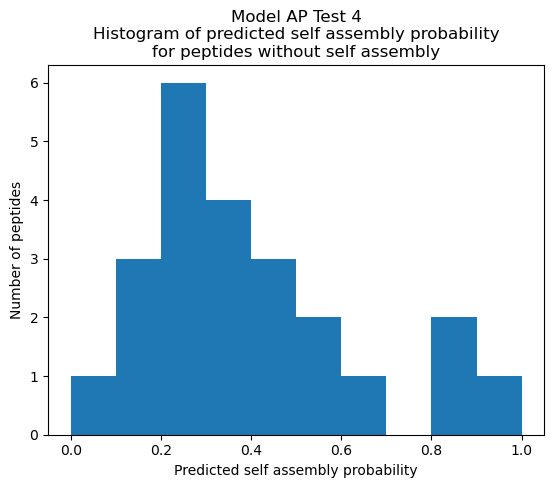 Model AP Test 4
Histogram of predicted self assembly probability
for peptides without self assembly
6
5
4
3
2
1
0
Number of peptides
0.0 0.2 0.4 0.6 0.8 1.0
Predicted self assembly probability